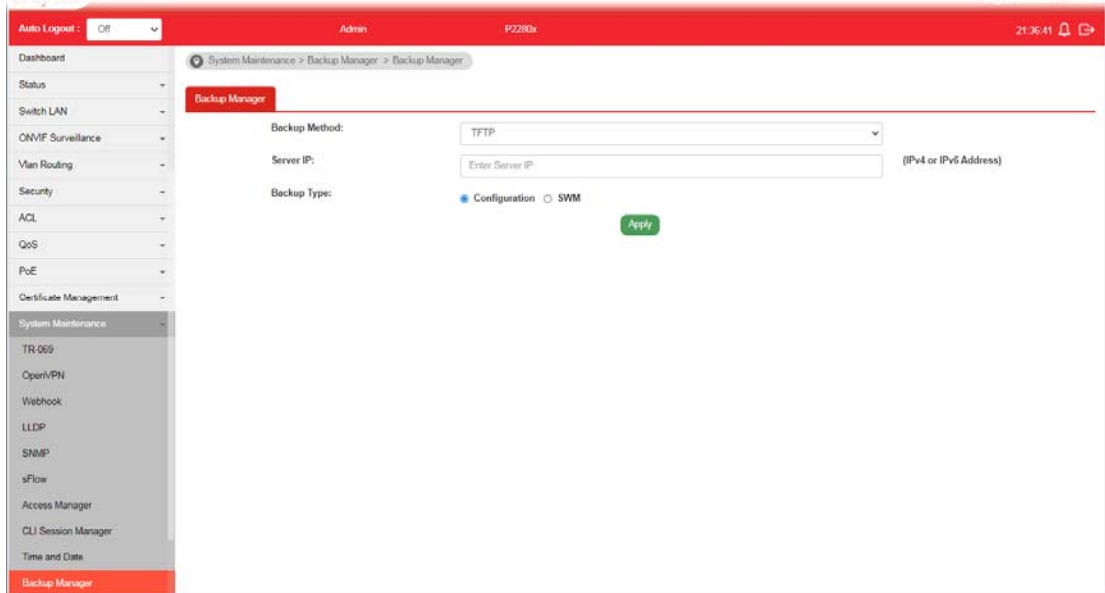 Auto Logout : Off Admin P2280x 21:36:41
Dashboard
System Maintenance > Backup Manager > Backup Manager
Status
Switch LAN
ONVIF Surveillance
Vlan Routing
Security
ACL
QoS
PoE
Certificate Management
System Maintenance
TR-069
OpenVPN
Webhook
LLDP
SNMP
sFlow
Access Manager
CLI Session Manager
Time and Date
Backup Manager
Backup Manager
Backup Method: TFTP
Server IP: Enter Server IP (IPv4 or IPv6 Address)
Backup Type: Configuration SWM
Apply